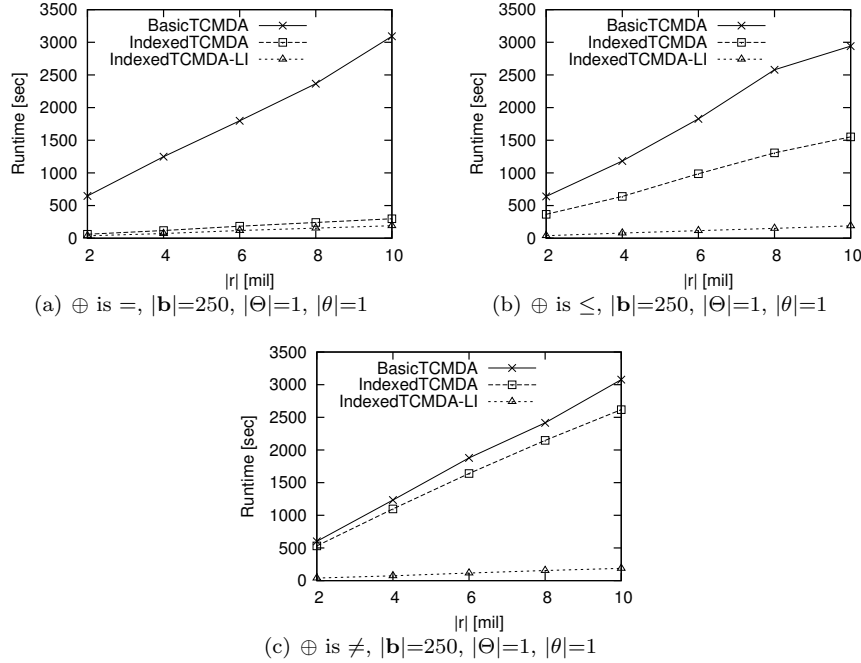 3500
3000
2500
2000
1500
1000
500
0
Runtime [sec]
BasicTCMDA
IndexedTCMDA
IndexedTCMDA-LI
2 4 6 8 10
|r| [mil]
(a) ⊕ is =, |b|=250, |Θ|=1, |θ|=1
3500
3000
2500
2000
1500
1000
500
0
Runtime [sec]
BasicTCMDA
IndexedTCMDA
IndexedTCMDA-LI
2 4 6 8 10
|r| [mil]
(b) ⊕ is ≤, |b|=250, |Θ|=1, |θ|=1
3500
3000
2500
2000
1500
1000
500
0
Runtime [sec]
BasicTCMDA
IndexedTCMDA
IndexedTCMDA-LI
2 4 6 8 10
|r| [mil]
(c) ⊕ is ≠, |b|=250, |Θ|=1, |θ|=1